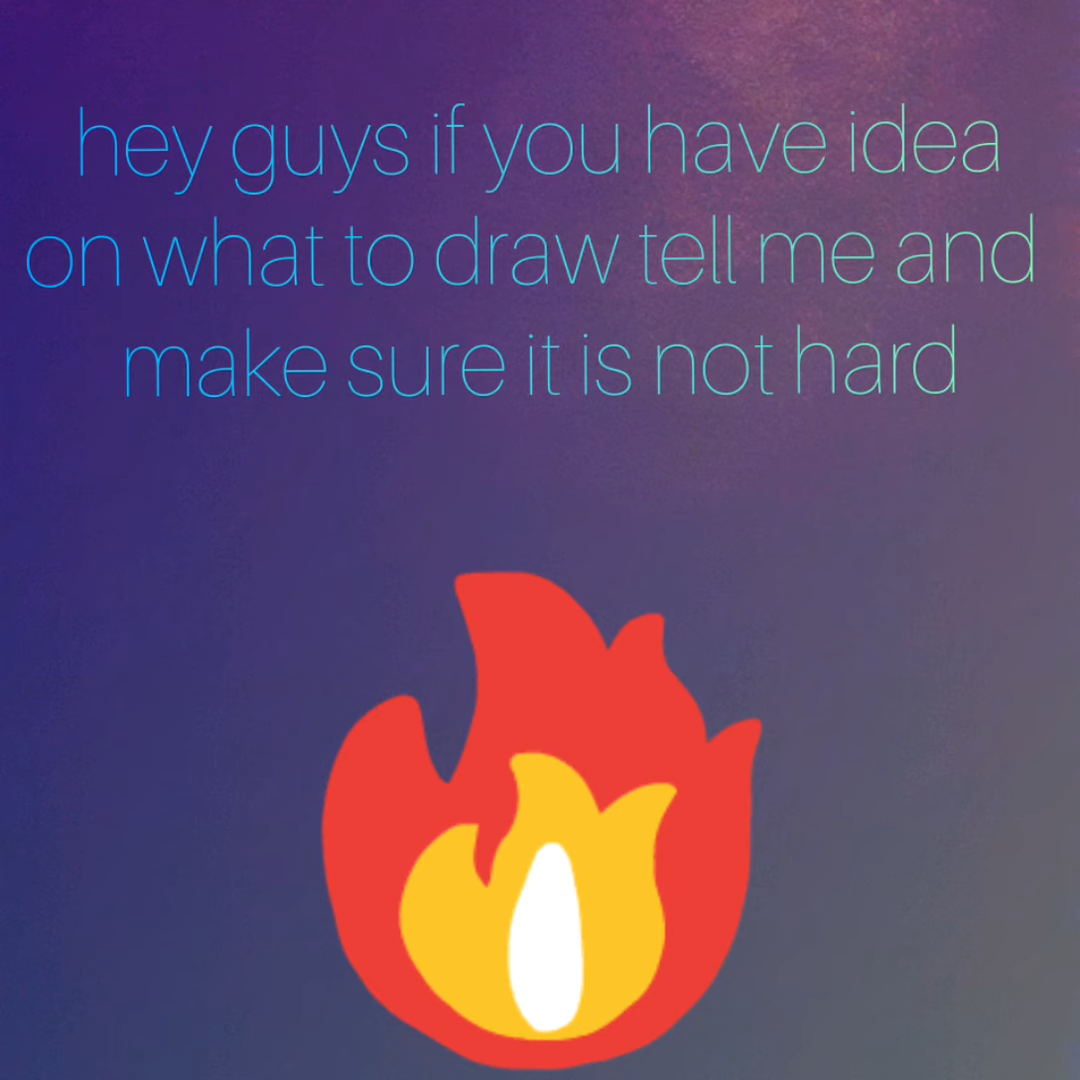 hey guys if you have idea
on what to draw tell me and
make sure it is not hard